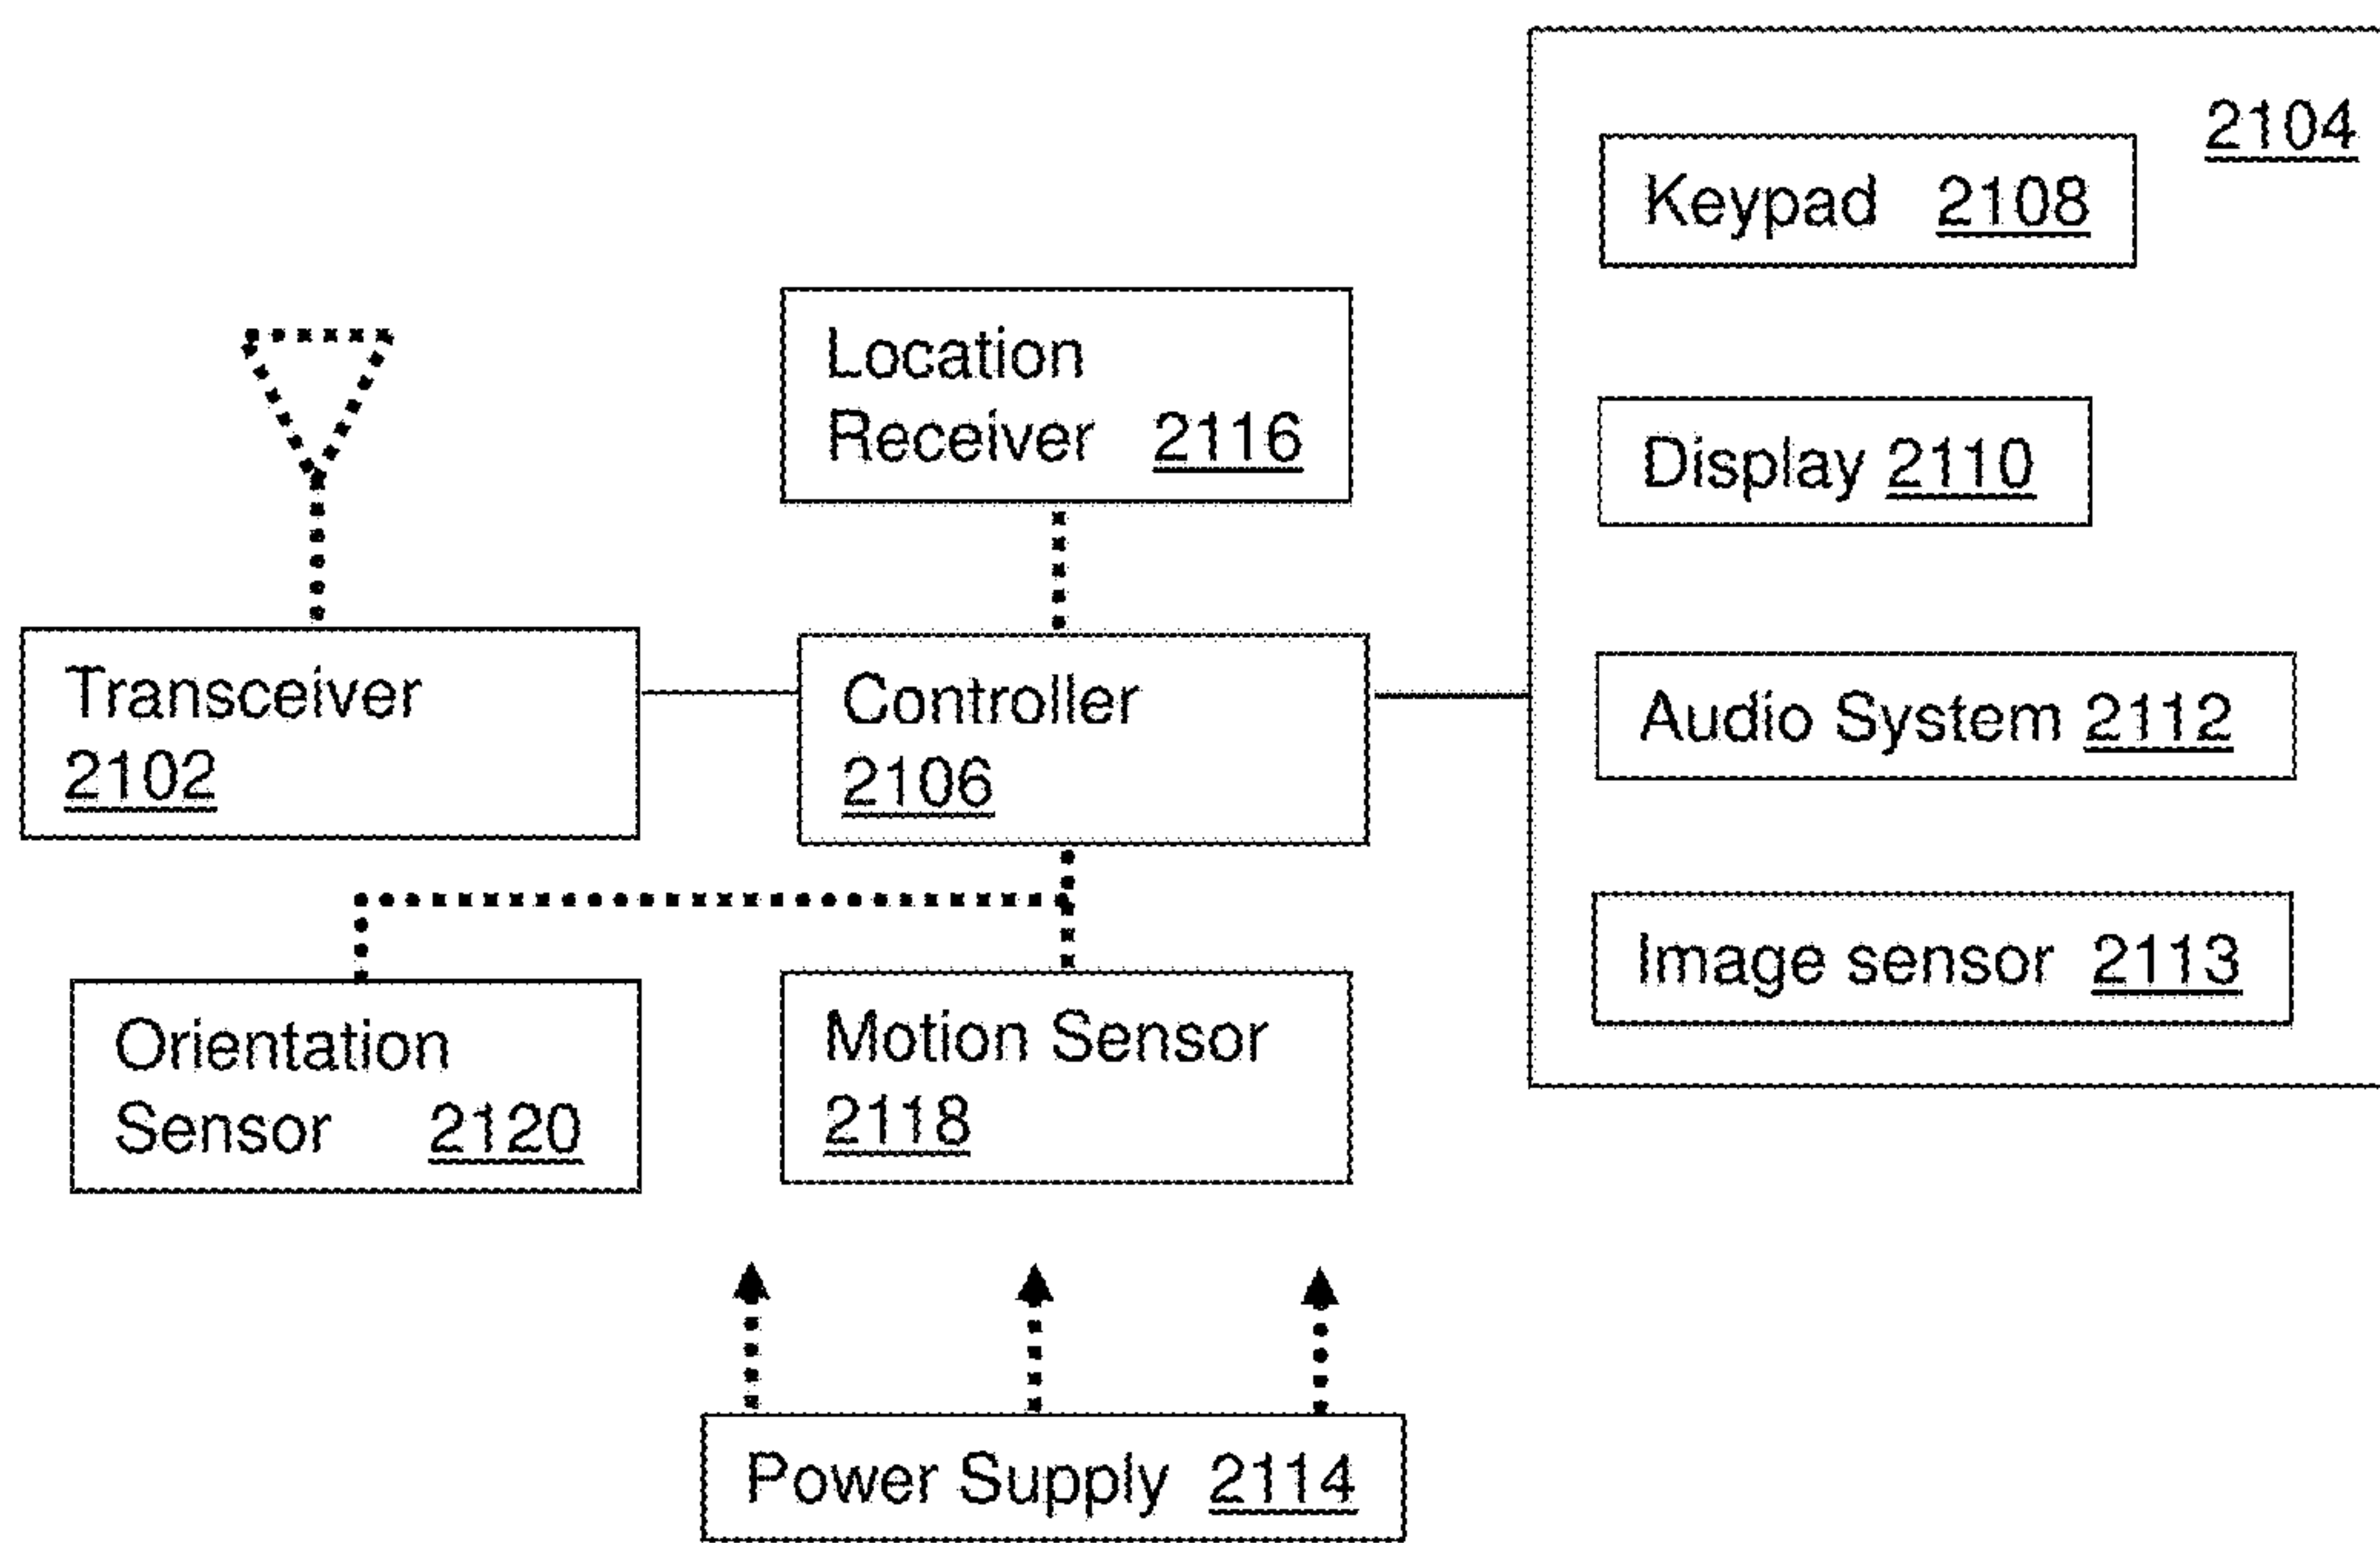 2104
Keypad 2108
Location
Receiver 2116
Display 2110
Transceiver
2102
Controller
2106
Audio System 2112
Image sensor 2113
Orientation
Sensor 2120
Motion Sensor
2118
Power Supply 2114